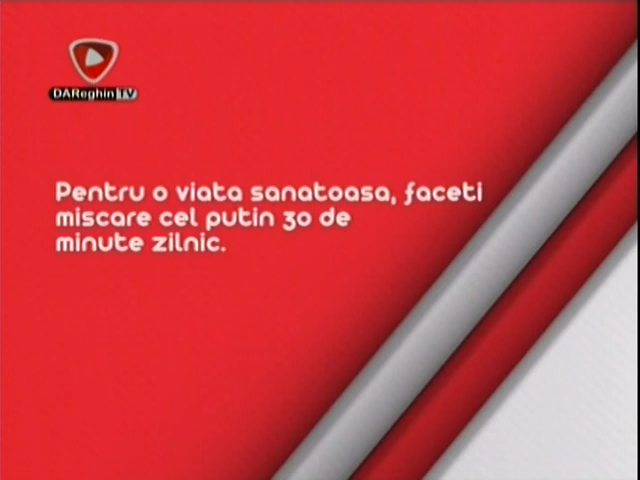 DAReghin TV
Pentru o viata sanatoasa, faceti
miscare cel putin 30 de
minute zilnic.